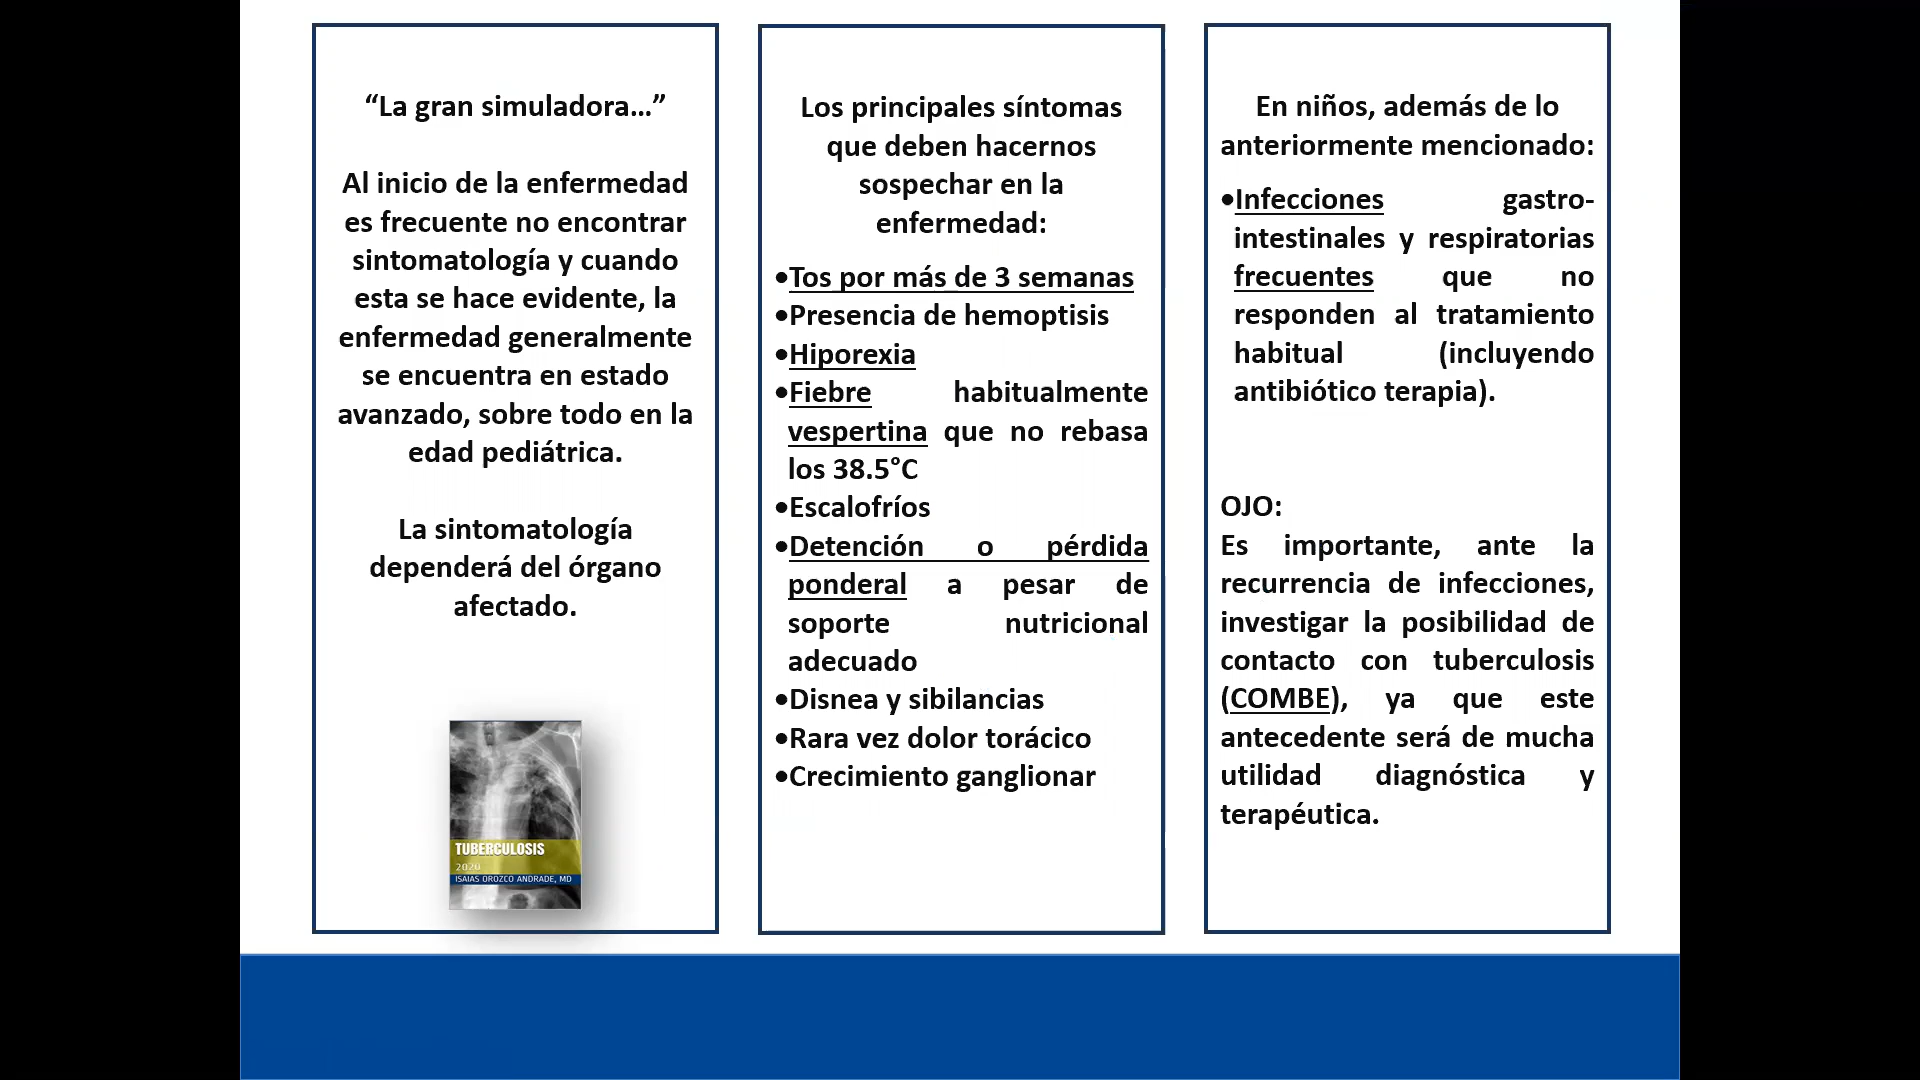 “La gran simuladora…”
Al inicio de la enfermedad
es frecuente no encontrar
sintomatología y cuando
esta se hace evidente, la
enfermedad generalmente
se encuentra en estado
avanzado, sobre todo en la
edad pediátrica.
La sintomatología
dependerá del órgano
afectado.
TUBERCULOSIS
2020
ISAIAS OROZCO ANDRADE, MD
Los principales síntomas
que deben hacernos
sospechar en la
enfermedad:
•Tos por más de 3 semanas
•Presencia de hemoptisis
•Hiporexia
•Fiebre habitualmente
vespertina que no rebasa
los 38.5°C
•Escalofríos
•Detención o pérdida
ponderal a pesar de
soporte nutricional
adecuado
•Disnea y sibilancias
•Rara vez dolor torácico
•Crecimiento ganglionar
En niños, además de lo
anteriormente mencionado:
•Infecciones gastro-
intestinales y respiratorias
frecuentes que no
responden al tratamiento
habitual (incluyendo
antibiótico terapia).
OJO:
Es importante, ante la
recurrencia de infecciones,
investigar la posibilidad de
contacto con tuberculosis
(COMBE), ya que este
antecedente será de mucha
utilidad diagnóstica y
terapéutica.